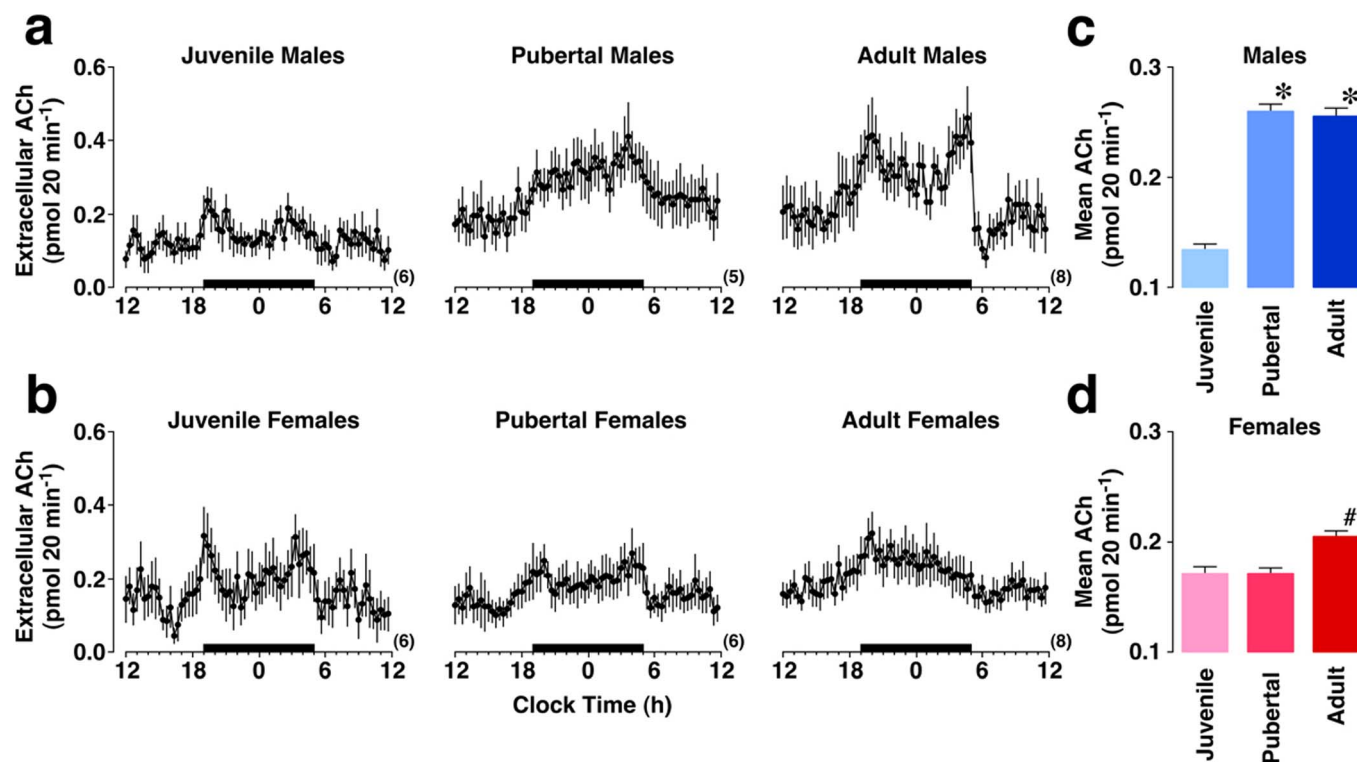 a
Juvenile Males
Pubertal Males
Adult Males
Extracellular ACh
(pmol 20 min⁻¹)
0.6
0.4
0.2
0.0
12 18 0 6 12
(6)
12 18 0 6 12
(5)
12 18 0 6 12
(8)
c
Males
Mean ACh
(pmol 20 min⁻¹)
0.3
0.2
0.1
* *
Juvenile
Pubertal
Adult
b
Juvenile Females
Pubertal Females
Adult Females
Extracellular ACh
(pmol 20 min⁻¹)
0.6
0.4
0.2
0.0
12 18 0 6 12
(6)
12 18 0 6 12
(6)
12 18 0 6 12
(8)
Clock Time (h)
d
Females
Mean ACh
(pmol 20 min⁻¹)
0.3
0.2
0.1
#
Juvenile
Pubertal
Adult